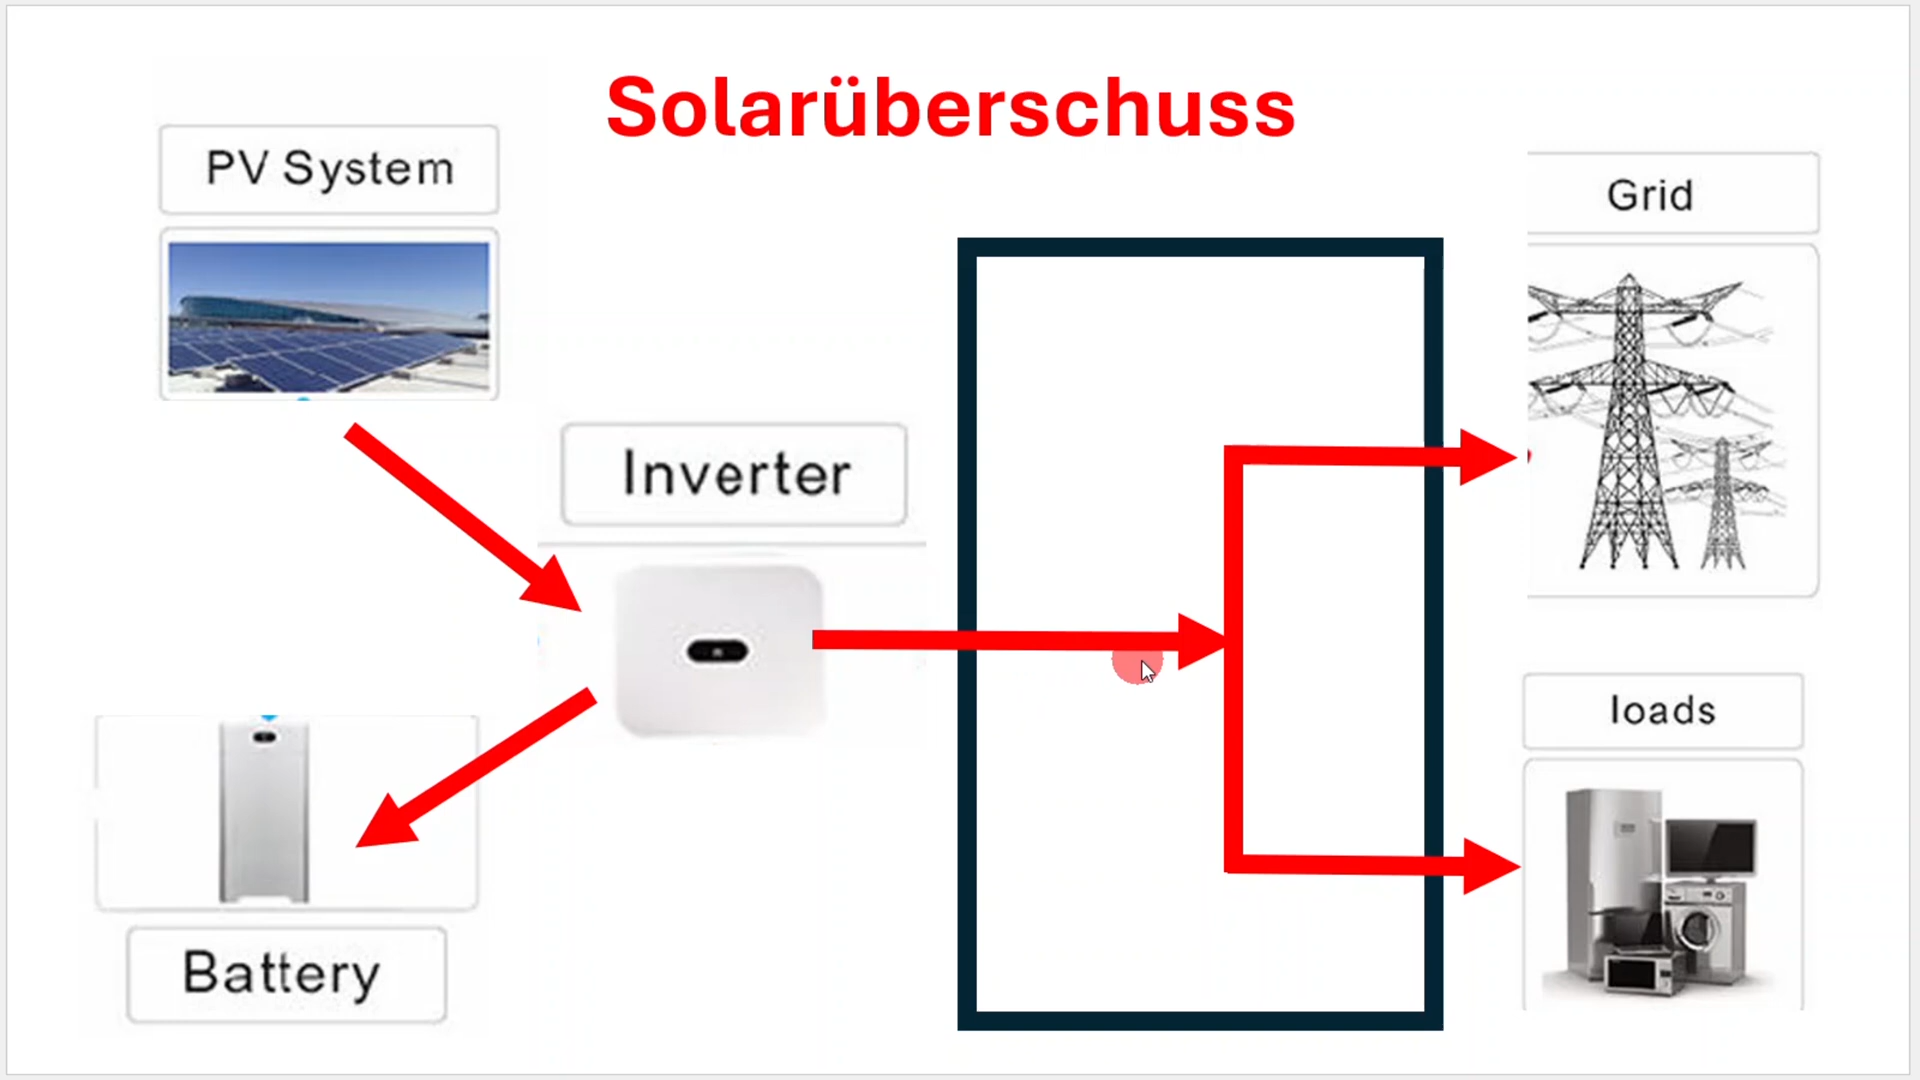 Solarüberschuss
PV System
Grid
Inverter
loads
Battery